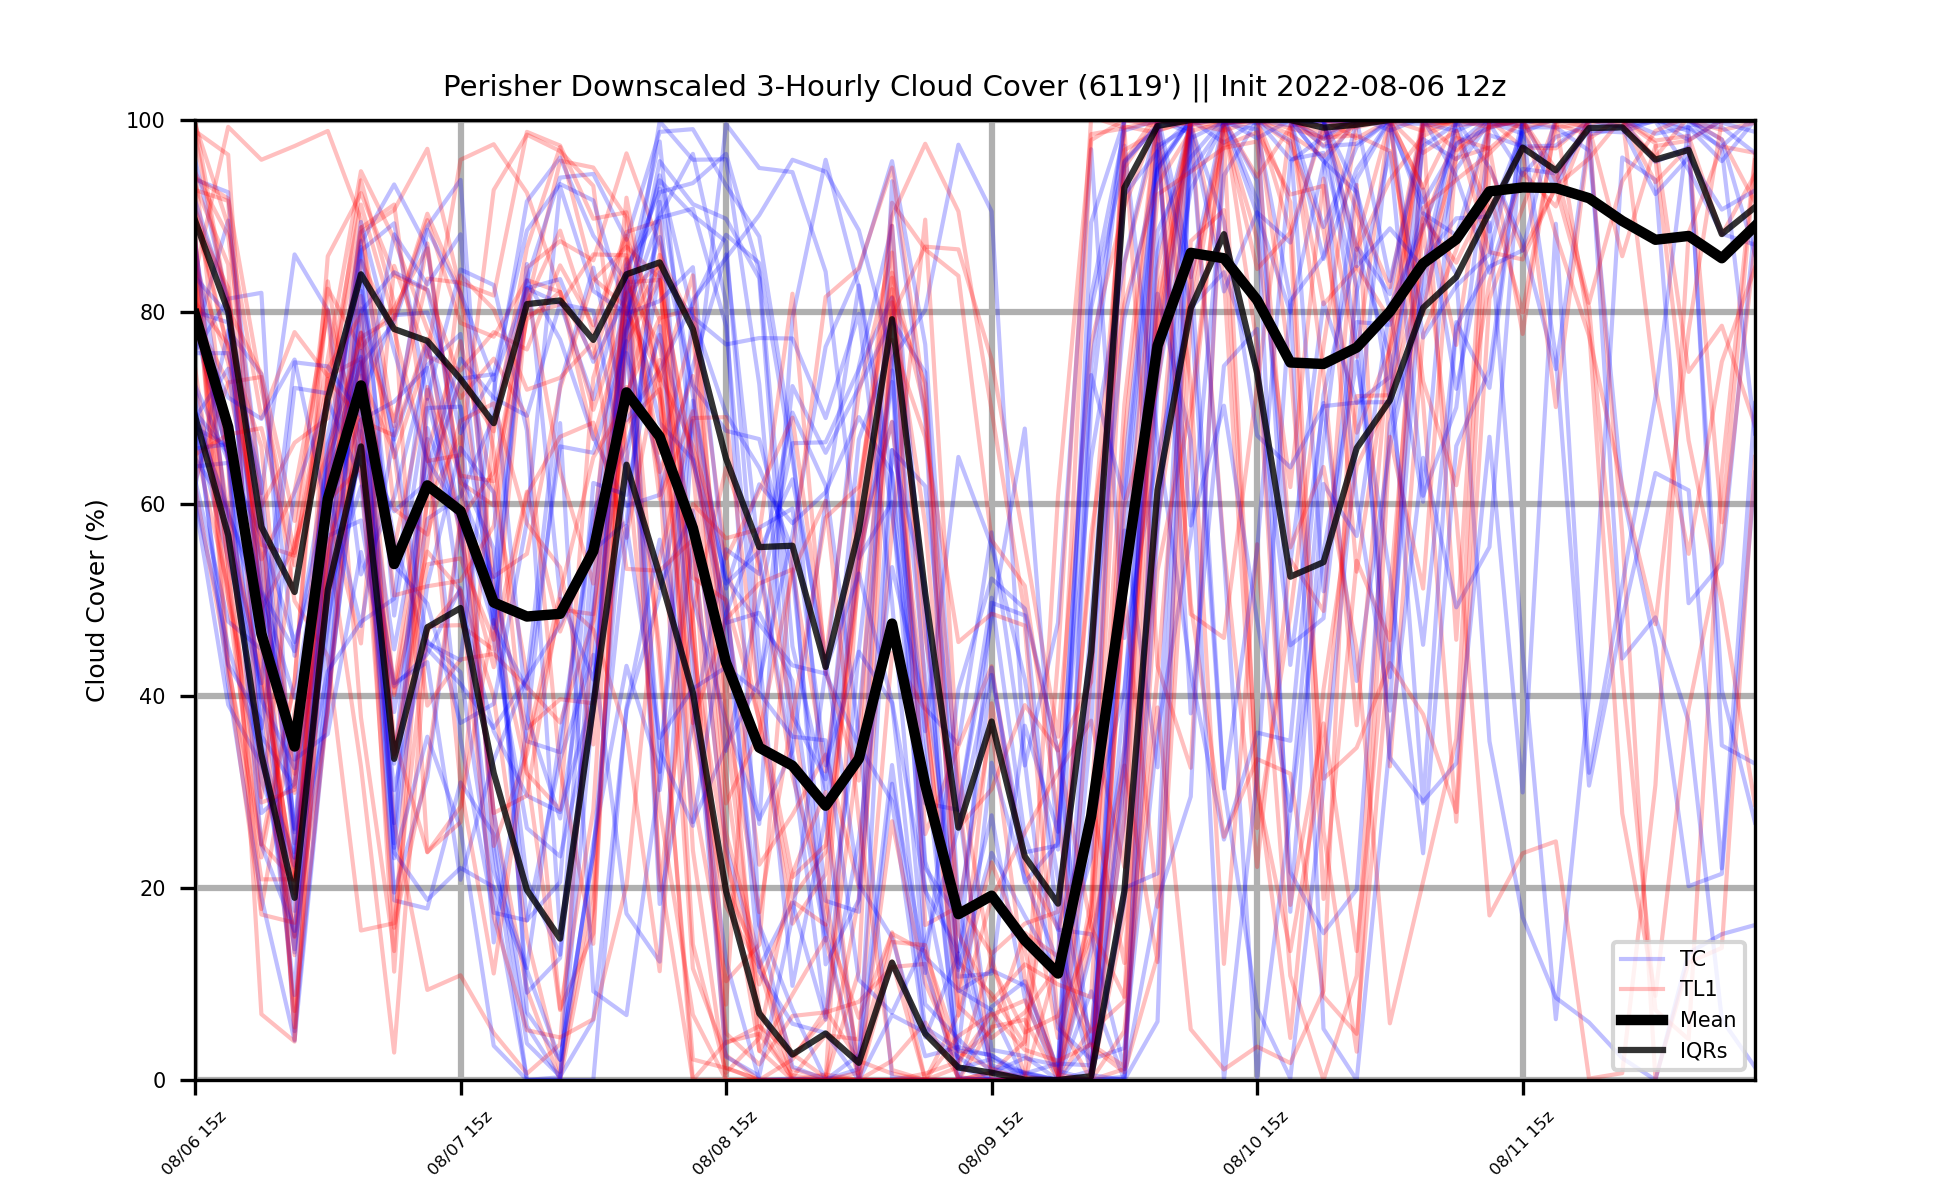 Perisher Downscaled 3-Hourly Cloud Cover (6119') || Init 2022-08-06 12z
Cloud Cover (%)
100
80
60
40
20
0
08/06 15z
08/07 15z
08/08 15z
08/09 15z
08/10 15z
08/11 15z
TC
TL1
Mean
IQRs